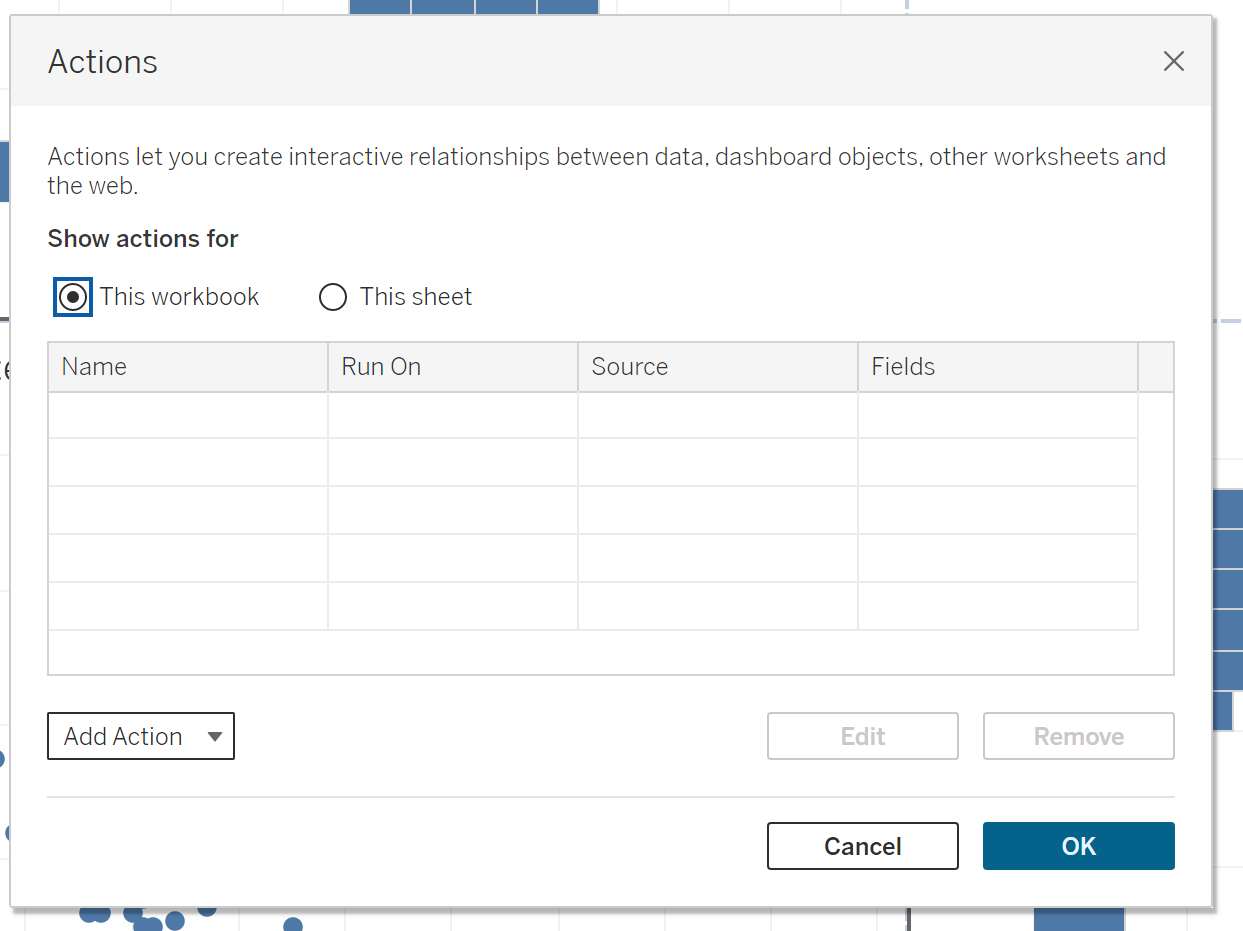 Actions
Actions let you create interactive relationships between data, dashboard objects, other worksheets and
the web.
Show actions for
This workbook This sheet
Name Run On Source Fields
Add Action Edit Remove
Cancel OK